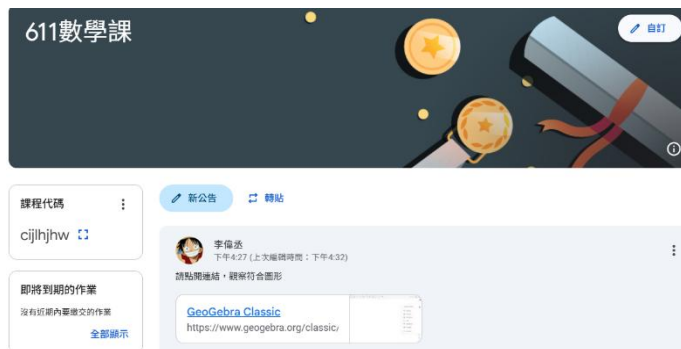 611數學課
自訂
課程代碼
cijlhjhw
新公告
轉貼
李偉丞
下午4:27 (上次編輯時間：下午4:32)
請點開連結，觀察符合圖形
即將到期的作業
沒有近期內要繳交的作業
全部顯示
GeoGebra Classic
https://www.geogebra.org/classic/